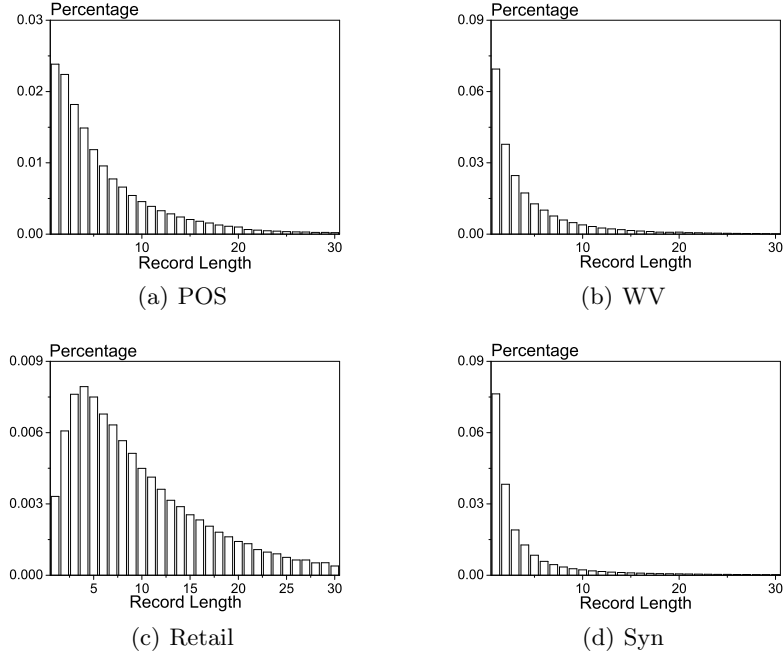 Percentage
0.03
0.02
0.01
0.00
10 20 30
Record Length
(a) POS
Percentage
0.09
0.06
0.03
0.00
10 20 30
Record Length
(b) WV
Percentage
0.009
0.006
0.003
0.000
5 10 15 20 25 30
Record Length
(c) Retail
Percentage
0.09
0.06
0.03
0.00
10 20 30
Record Length
(d) Syn